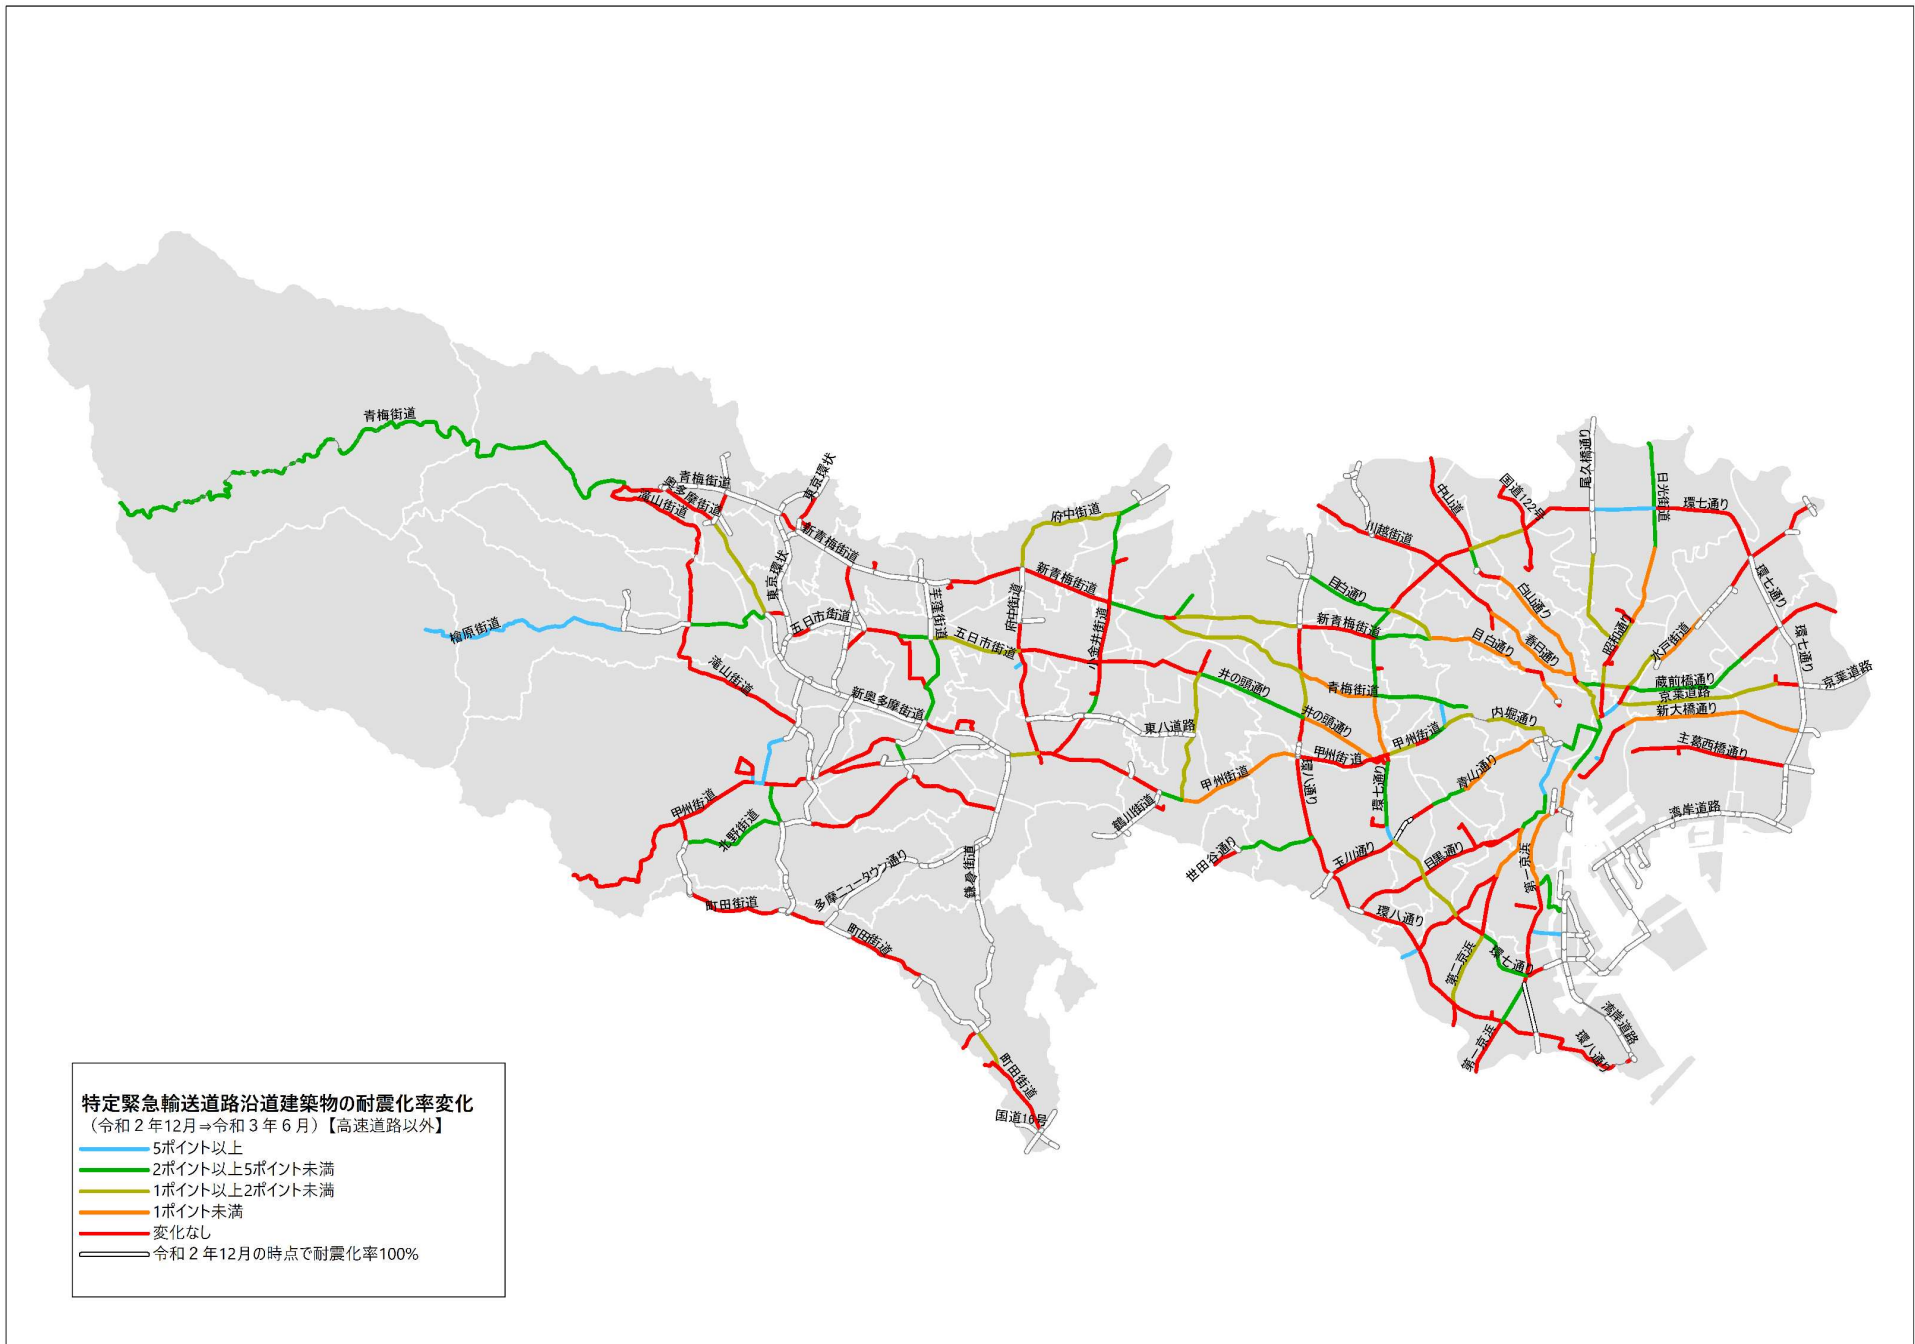 青梅街道
青梅街道
奥多摩街道
滝山街道
東京環状
新青梅街道
東京環状
五日市街道
檜原街道
滝山街道
新奥多摩街道
甲州街道
北野街道
町田街道
多摩ニュータウン通り
町田街道
鎌倉街道
町田街道
国道16号
府中街道
新青梅街道
府中街道
五日市街道
小金井街道
東八道路
井の頭通り
鶴川街道
甲州街道
世田谷通り
川越街道
中山道
国道122号
尾久橋通り
日光街道
環七通り
目白通り
新青梅街道
白山通り
目白通り
春日通り
昭和通り
水戸街道
環七通り
環七通り
蔵前橋通り
京葉道路
京葉道路
新大橋通り
主葛西橋通り
湾岸道路
青梅街道
井の頭通り
甲州街道
甲州街道
内堀通り
青山通り
環八通り
環七通り
玉川通り
目黒通り
第一京浜
環八通り
第二京浜
環七通り
第一京浜
環八通り
湾岸道路
特定緊急輸送道路沿道建築物の耐震化率変化
（令和２年12月⇒令和３年６月）【高速道路以外】
5ポイント以上
2ポイント以上5ポイント未満
1ポイント以上2ポイント未満
1ポイント未満
変化なし
令和２年12月の時点で耐震化率100%